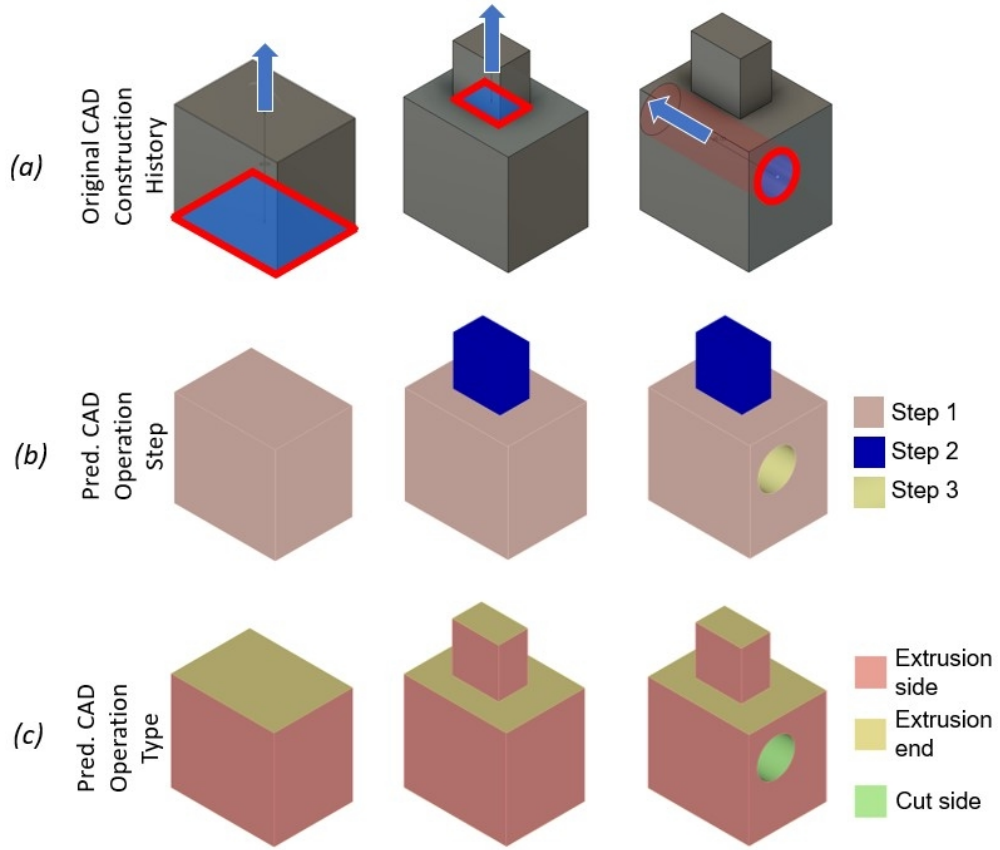 (a)
Original CAD
Construction
History
(b)
Pred. CAD
Operation
Step
Step 1
Step 2
Step 3
(c)
Pred. CAD
Operation
Type
Extrusion
side
Extrusion
end
Cut side